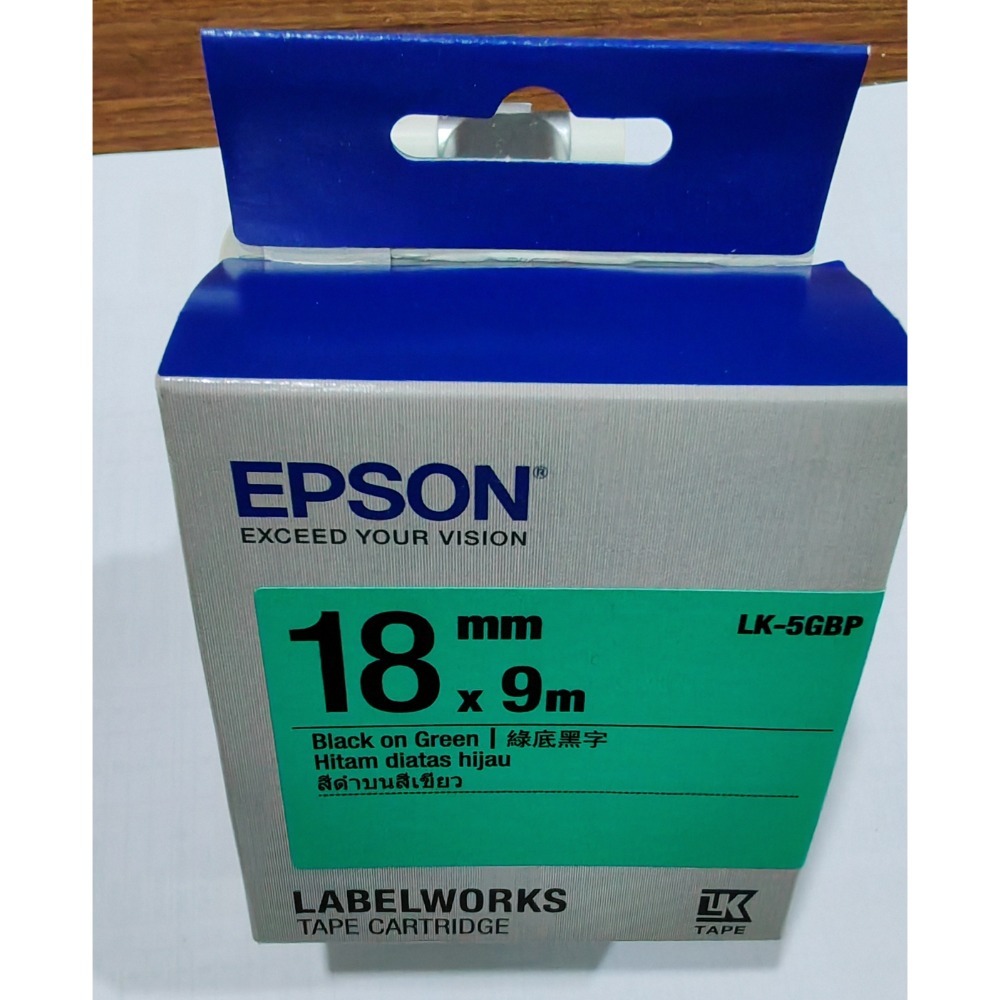 EPSON®
EXCEED YOUR VISION
18 mm x 9m
LK-5GBP
Black on Green | 綠底黑字
Hitam diatas hijau
สีดำบนสีเขียว
LABELWORKS
TAPE CARTRIDGE
LK
TAPE